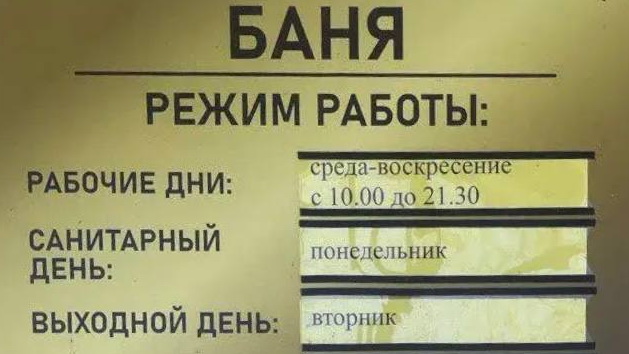 БАНЯ
РЕЖИМ РАБОТЫ:
РАБОЧИЕ ДНИ:
среда-воскресение
с 10.00 до 21.30
САНИТАРНЫЙ
ДЕНЬ:
понедельник
ВЫХОДНОЙ ДЕНЬ:
вторник